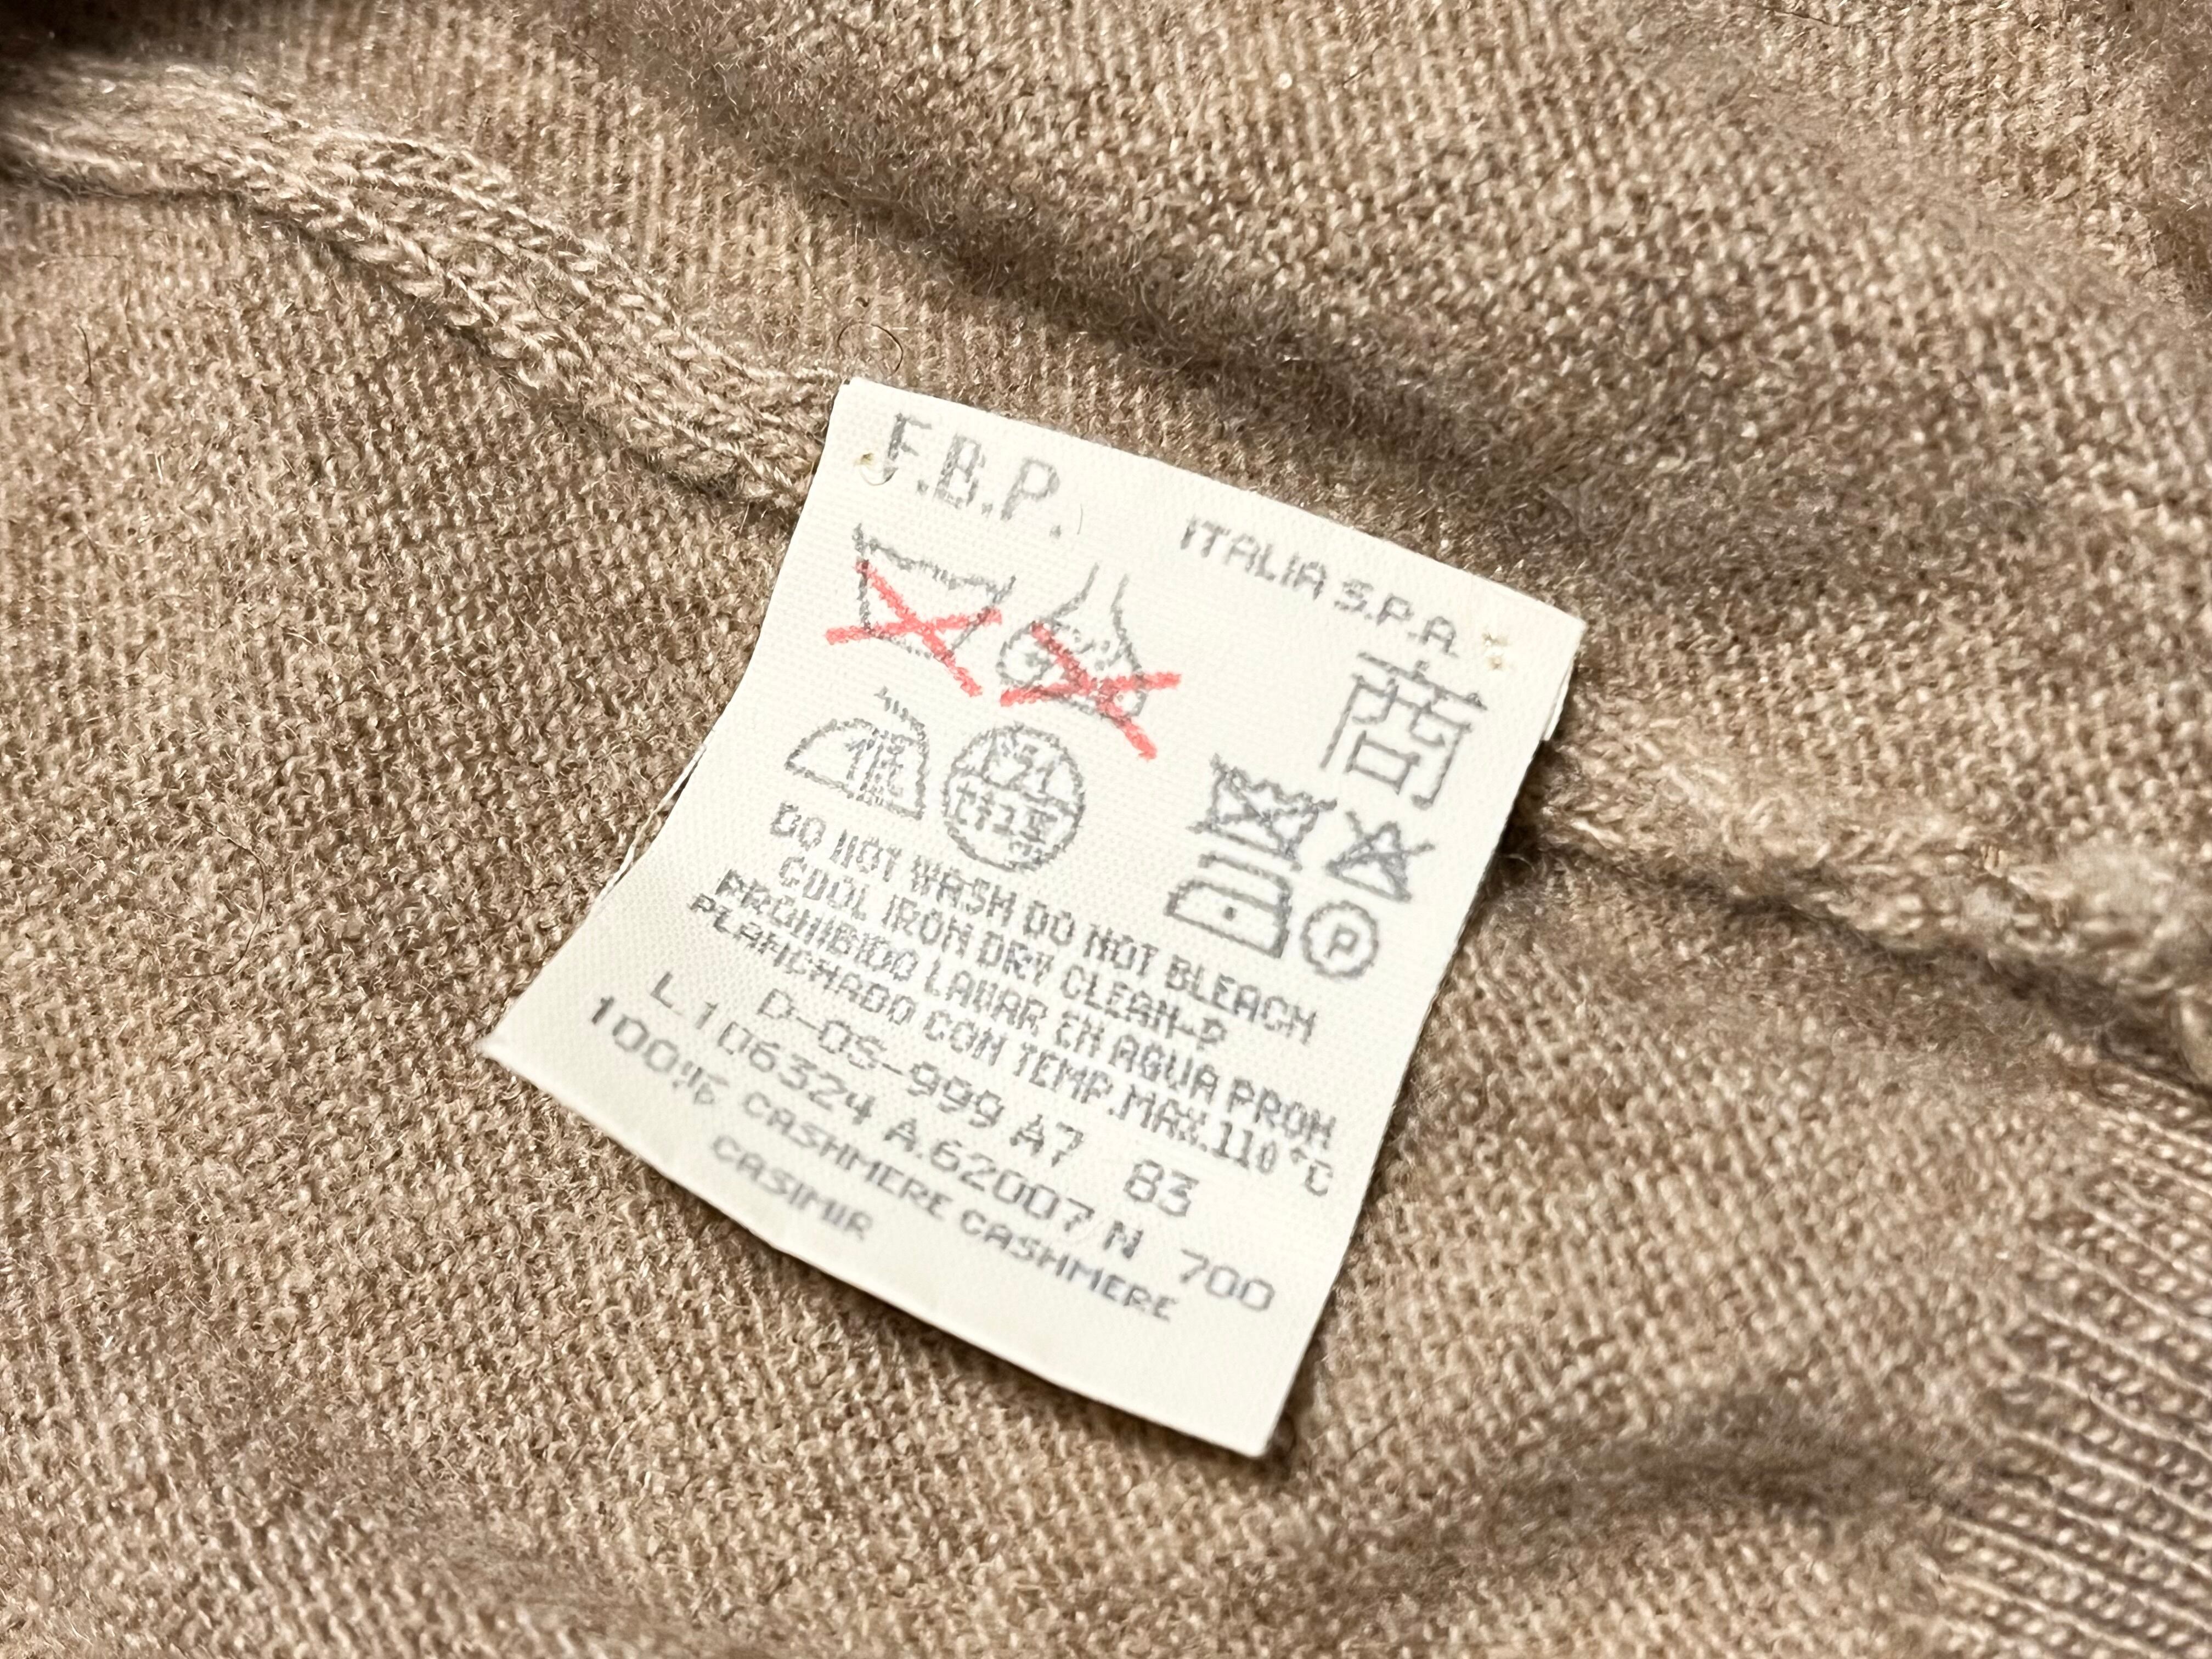 F.B.P. ITALIA S.P.A.
P
DO NOT WASH DO NOT BLEACH
COOL IRON DRY CLEAN-P
PROHIBIDO LAVAR EN AGUA PROH
PLANCHADO CON TEMP.MAX.110°C
D-OS-999 A7 83
L.106324 A.62007 N 700
100% CASHMERE CASHMERE
CASIMIR